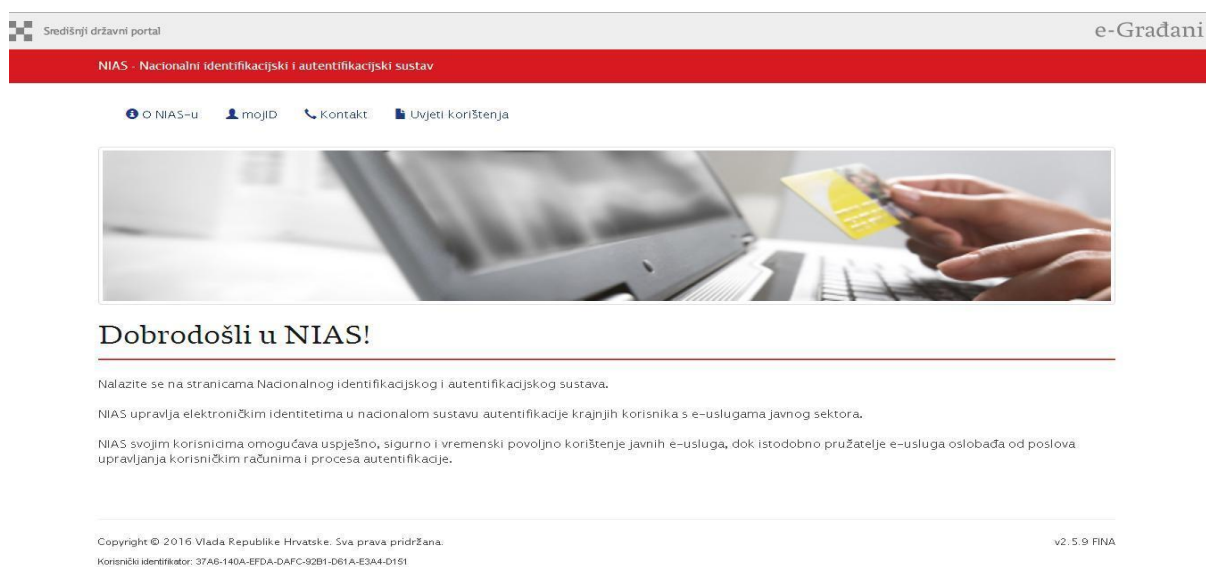 Središnji državni portal
e-Građani
NIAS - Nacionalni identifikacijski i autentifikacijski sustav
O NIAS-u mojID Kontakt Uvjeti korištenja
Dobrodošli u NIAS!
Nalazite se na stranicama Nacionalnog identifikacijskog i autentifikacijskog sustava.
NIAS upravlja elektroničkim identitetima u nacionalom sustavu autentifikacije krajnjih korisnika s e-uslugama javnog sektora.
NIAS svojim korisnicima omogućava uspješno, sigurno i vremenski povoljno korištenje javnih e-usluga, dok istodobno pružatelje e-usluga oslobađa od poslova
upravljanja korisničkim računima i procesa autentifikacije.
Copyright © 2016 Vlada Republike Hrvatske. Sva prava pridržana.
v2.5.9 FINA
Korisnički identifikator: 37A6-140A-EFDA-DAFC-92B1-D61A-E3A4-D151